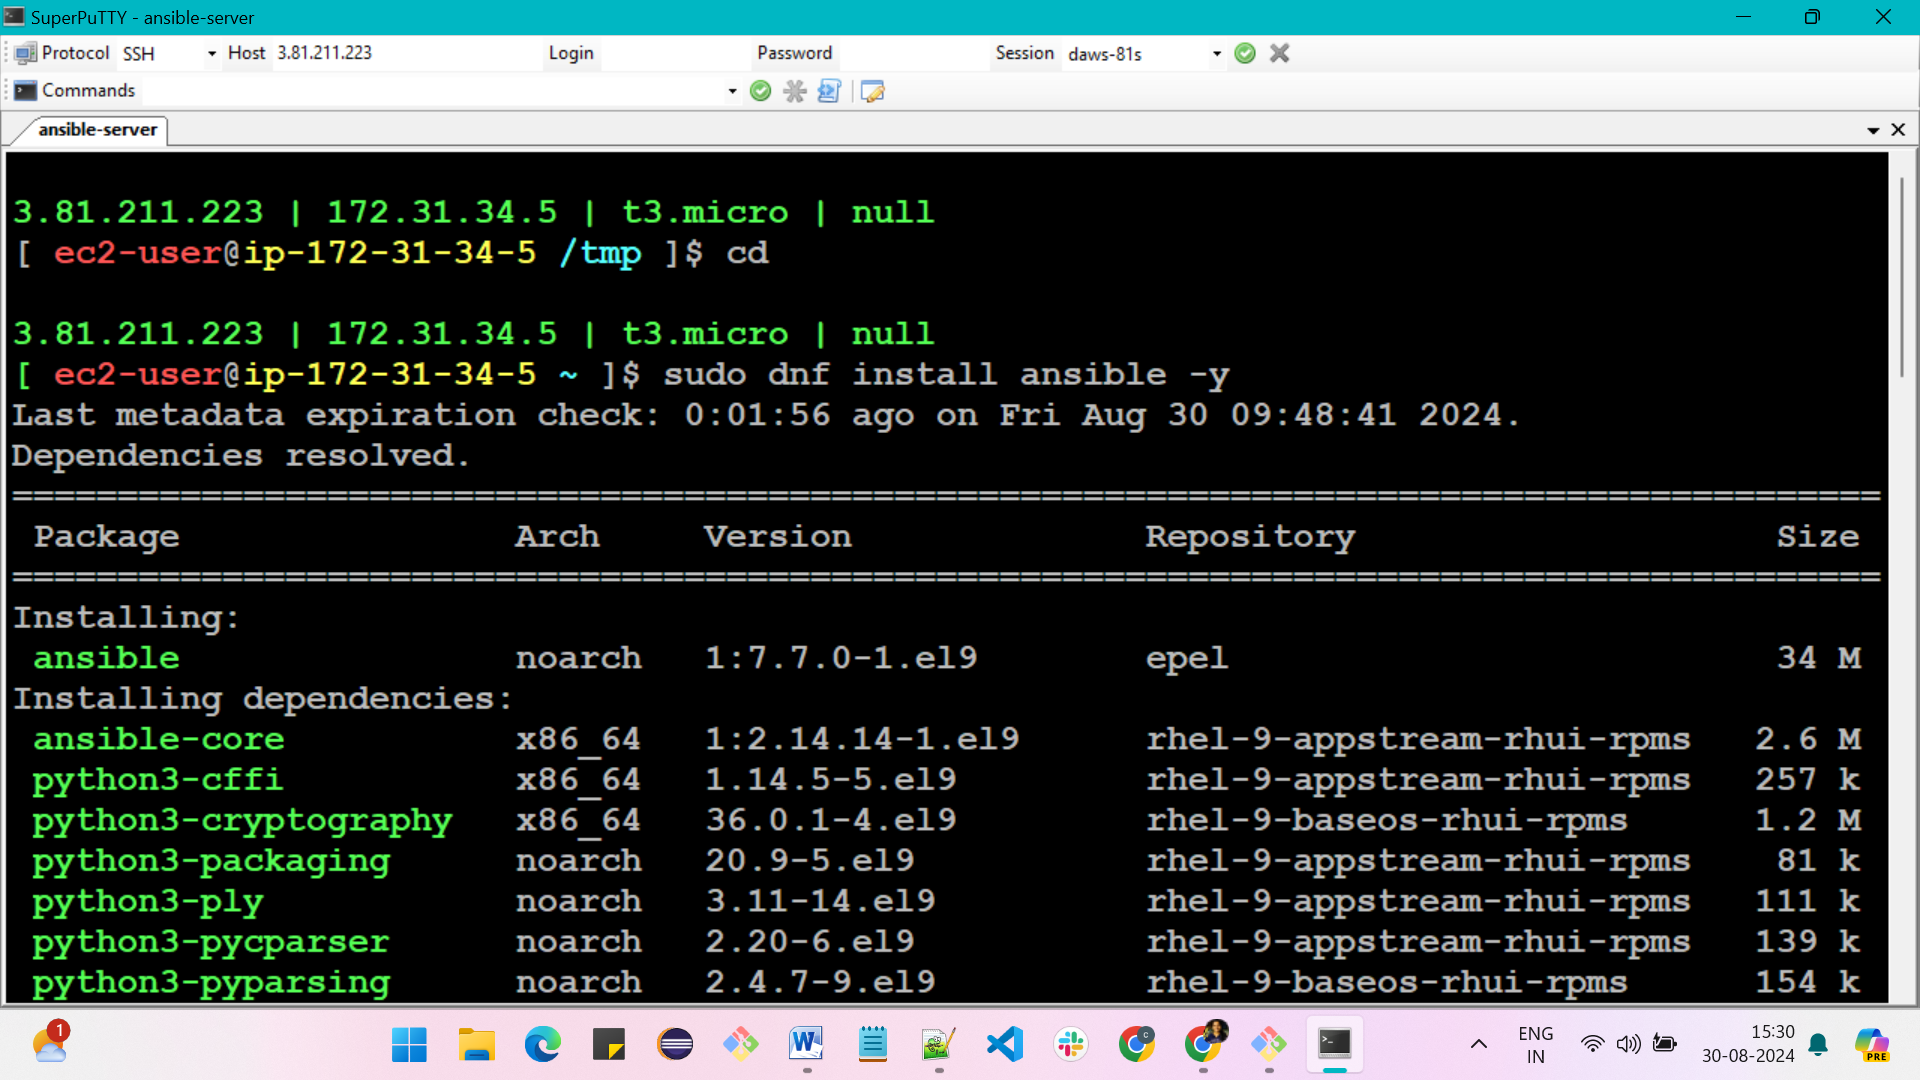 SuperPuTTY - ansible-server
Protocol SSH Host 3.81.211.223 Login Password Session daws-81s
Commands
ansible-server
3.81.211.223 | 172.31.34.5 | t3.micro | null
[ ec2-user@ip-172-31-34-5 /tmp ]$ cd
3.81.211.223 | 172.31.34.5 | t3.micro | null
[ ec2-user@ip-172-31-34-5 ~ ]$ sudo dnf install ansible -y
Last metadata expiration check: 0:01:56 ago on Fri Aug 30 09:48:41 2024.
Dependencies resolved.
================================================================================
Package Arch Version Repository Size
================================================================================
Installing:
ansible noarch 1:7.7.0-1.el9 epel 34 M
Installing dependencies:
ansible-core x86_64 1:2.14.14-1.el9 rhel-9-appstream-rhui-rpms 2.6 M
python3-cffi x86_64 1.14.5-5.el9 rhel-9-appstream-rhui-rpms 257 k
python3-cryptography x86_64 36.0.1-4.el9 rhel-9-baseos-rhui-rpms 1.2 M
python3-packaging noarch 20.9-5.el9 rhel-9-appstream-rhui-rpms 81 k
python3-ply noarch 3.11-14.el9 rhel-9-appstream-rhui-rpms 111 k
python3-pycparser noarch 2.20-6.el9 rhel-9-appstream-rhui-rpms 139 k
python3-pyparsing noarch 2.4.7-9.el9 rhel-9-baseos-rhui-rpms 154 k
1
W
C
PRE
ENG
IN
15:30
30-08-2024